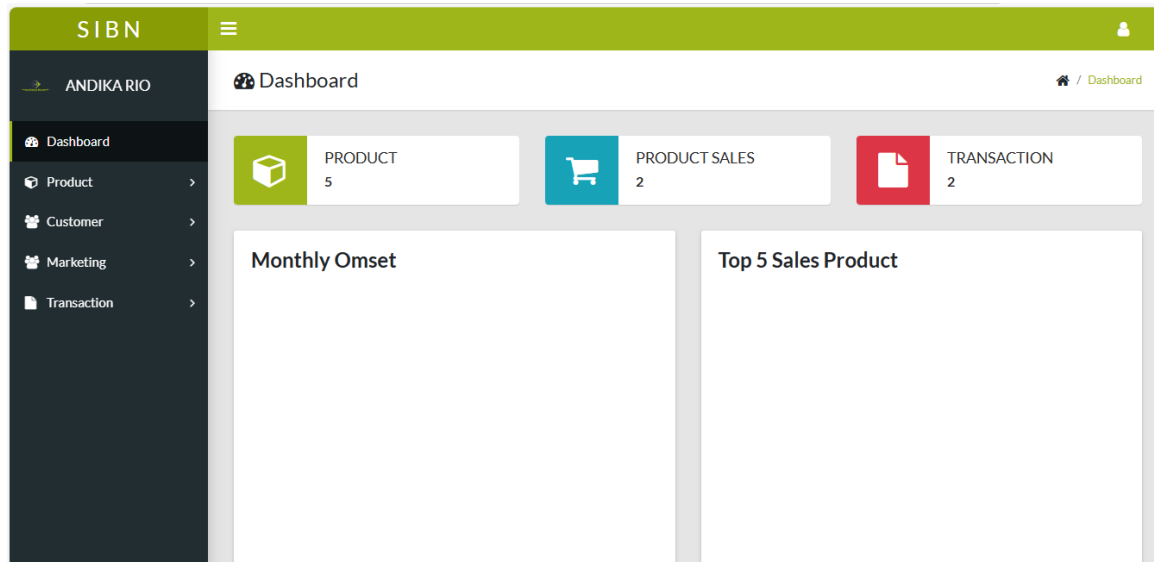 SIBN
ANDIKA RIO
Dashboard
Product
Customer
Marketing
Transaction
Dashboard
/ Dashboard
PRODUCT
5
PRODUCT SALES
2
TRANSACTION
2
Monthly Omset
Top 5 Sales Product